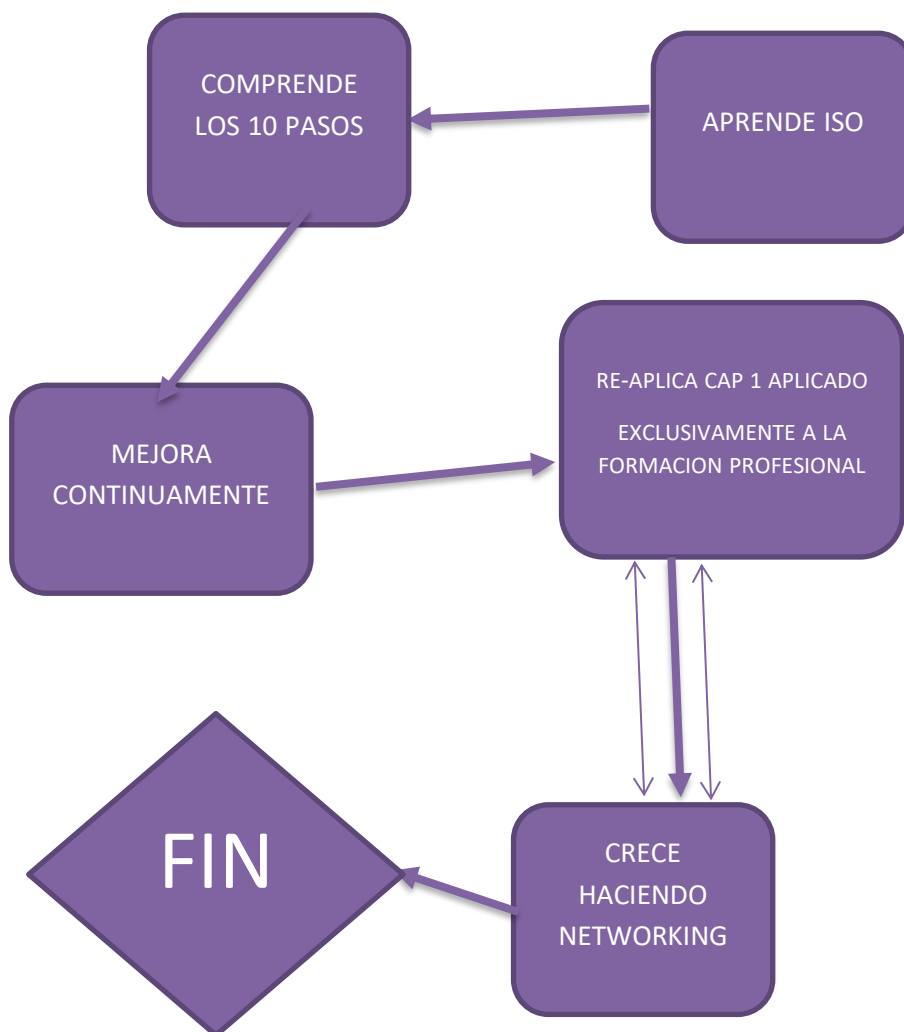 COMPRENDE
LOS 10 PASOS
APRENDE ISO
MEJORA
CONTINUAMENTE
RE-APLICA CAP 1 APLICADO
EXCLUSIVAMENTE A LA
FORMACION PROFESIONAL
CRECE
HACIENDO
NETWORKING
FIN